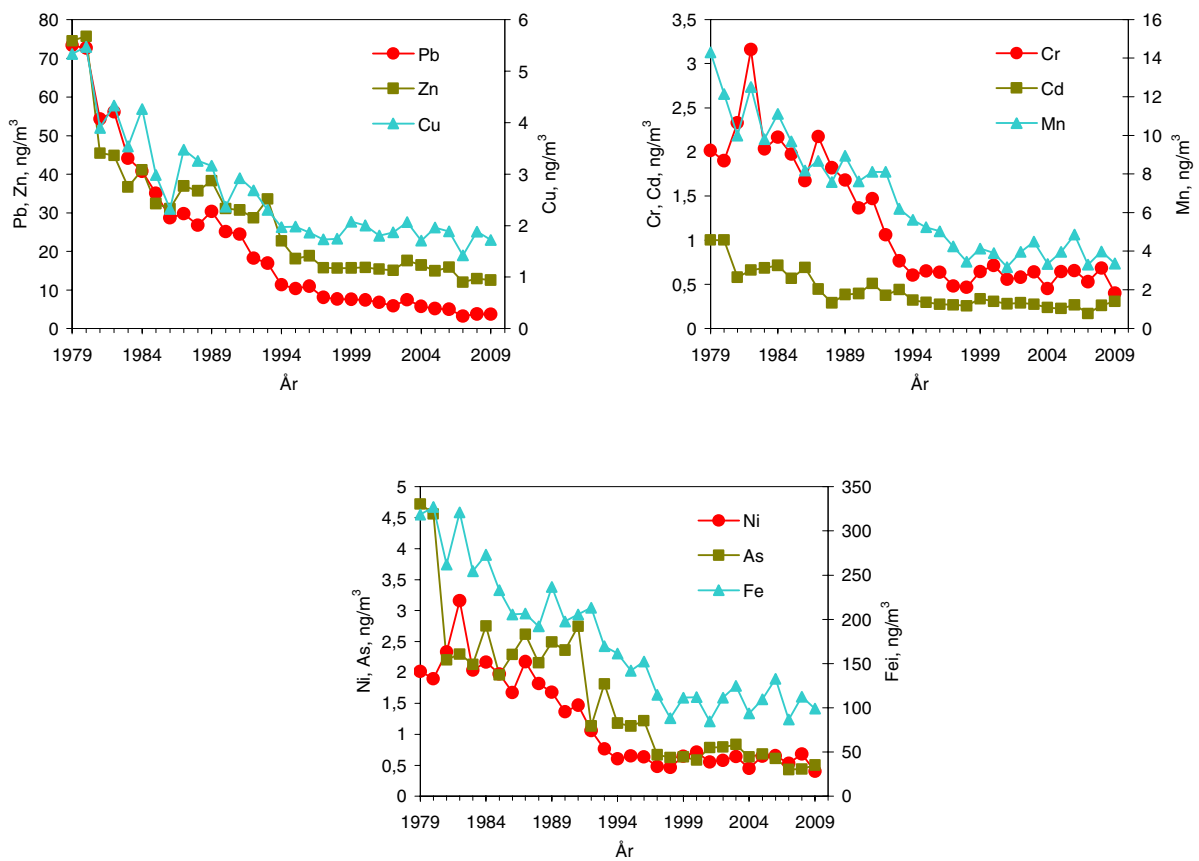 Pb, Zn, ng/m³
80
70
60
50
40
30
20
10
0
Pb
Zn
Cu
6
5
4
3
2
1
0
Cu, ng/m³
1979 1984 1989 1994 1999 2004 2009
År
Cr, Cd, ng/m³
3,5
3
2,5
2
1,5
1
0,5
0
Cr
Cd
Mn
16
14
12
10
8
6
4
2
0
Mn, ng/m³
1979 1984 1989 1994 1999 2004 2009
År
Ni, As, ng/m³
5
4,5
4
3,5
3
2,5
2
1,5
1
0,5
0
Ni
As
Fe
350
300
250
200
150
100
50
0
Fei, ng/m³
1979 1984 1989 1994 1999 2004 2009
År